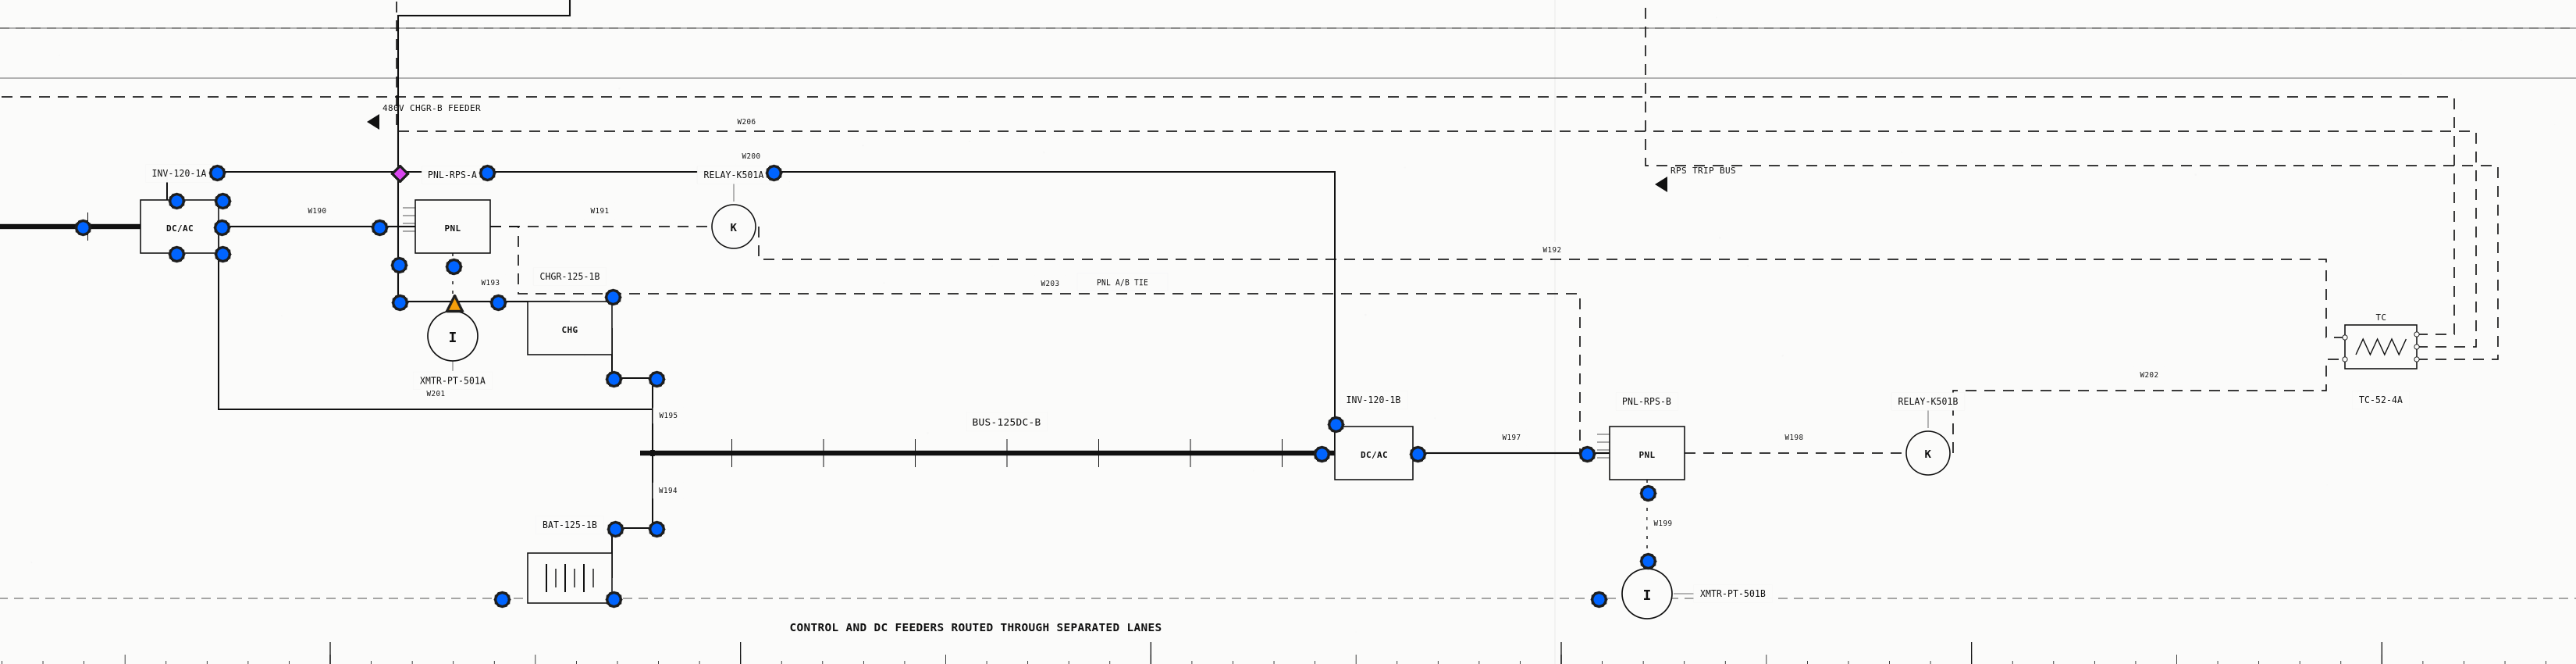 480V CHGR-B FEEDER
W206
W200
RPS TRIP BUS
INV-120-1A
PNL-RPS-A
RELAY-K501A
W190
W191
DC/AC
PNL
K
W192
CHGR-125-1B
W193
W203
PNL A/B TIE
TC
CHG
I
XMTR-PT-501A
W201
W202
INV-120-1B
PNL-RPS-B
RELAY-K501B
TC-52-4A
W195
BUS-125DC-B
W197
W198
DC/AC
PNL
K
W194
BAT-125-1B
W199
I
XMTR-PT-501B
CONTROL AND DC FEEDERS ROUTED THROUGH SEPARATED LANES